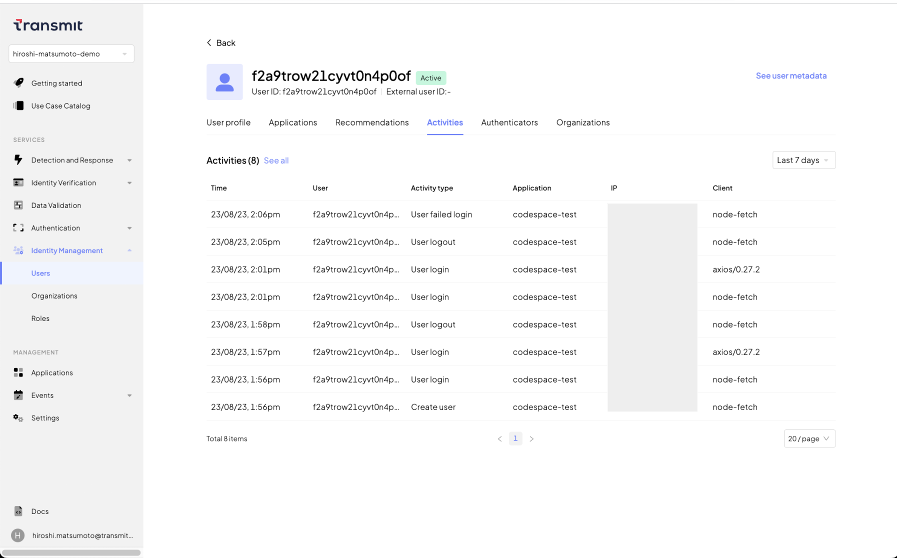 Transmit
hiroshi-matsumoto-demo
Getting started
Use Case Catalog
SERVICES
Detection and Response
Identity Verification
Data Validation
Authentication
Identity Management
Users
Organizations
Roles
MANAGEMENT
Applications
Events
Settings
Docs
H hiroshi.matsumoto@transmit...
Back
f2a9trow21cyvt0n4p0of Active
User ID: f2a9trow21cyvt0n4p0of External user ID:-
See user metadata
User profile Applications Recommendations Activities Authenticators Organizations
Activities (8) See all Last 7 days
Time User Activity type Application IP Client
23/08/23, 2:06pm f2a9trow21cyvt0n4p... User failed login codespace-test node-fetch
23/08/23, 2:05pm f2a9trow21cyvt0n4p... User logout codespace-test node-fetch
23/08/23, 2:01pm f2a9trow21cyvt0n4p... User login codespace-test axios/0.27.2
23/08/23, 2:01pm f2a9trow21cyvt0n4p... User login codespace-test node-fetch
23/08/23, 1:58pm f2a9trow21cyvt0n4p... User logout codespace-test node-fetch
23/08/23, 1:57pm f2a9trow21cyvt0n4p... User login codespace-test axios/0.27.2
23/08/23, 1:56pm f2a9trow21cyvt0n4p... User login codespace-test node-fetch
23/08/23, 1:56pm f2a9trow21cyvt0n4p... Create user codespace-test node-fetch
Total 8 items 1 20 / page